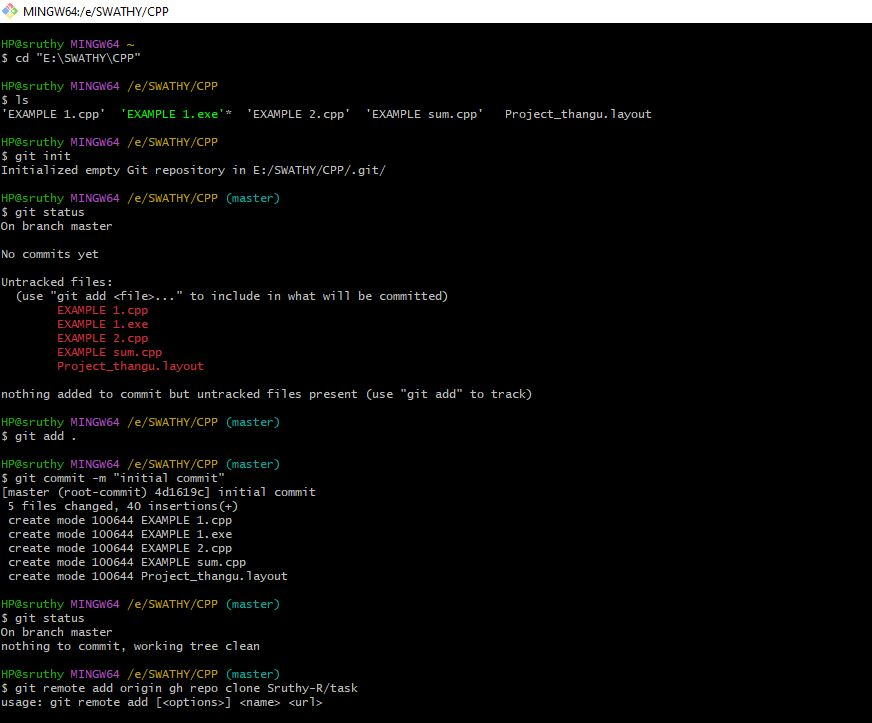 MINGW64:/e/SWATHY/CPP
HP@sruthy MINGW64 ~
$ cd "E:\SWATHY\CPP"
HP@sruthy MINGW64 /e/SWATHY/CPP
$ ls
'EXAMPLE 1.cpp'  'EXAMPLE 1.exe'*  'EXAMPLE 2.cpp'  'EXAMPLE sum.cpp'   Project_thangu.layout
HP@sruthy MINGW64 /e/SWATHY/CPP
$ git init
Initialized empty Git repository in E:/SWATHY/CPP/.git/
HP@sruthy MINGW64 /e/SWATHY/CPP (master)
$ git status
On branch master
No commits yet
Untracked files:
  (use "git add <file>..." to include in what will be committed)
        EXAMPLE 1.cpp
        EXAMPLE 1.exe
        EXAMPLE 2.cpp
        EXAMPLE sum.cpp
        Project_thangu.layout
nothing added to commit but untracked files present (use "git add" to track)
HP@sruthy MINGW64 /e/SWATHY/CPP (master)
$ git add .
HP@sruthy MINGW64 /e/SWATHY/CPP (master)
$ git commit -m "initial commit"
[master (root-commit) 4d1619c] initial commit
 5 files changed, 40 insertions(+)
 create mode 100644 EXAMPLE 1.cpp
 create mode 100644 EXAMPLE 1.exe
 create mode 100644 EXAMPLE 2.cpp
 create mode 100644 EXAMPLE sum.cpp
 create mode 100644 Project_thangu.layout
HP@sruthy MINGW64 /e/SWATHY/CPP (master)
$ git status
On branch master
nothing to commit, working tree clean
HP@sruthy MINGW64 /e/SWATHY/CPP (master)
$ git remote add origin gh repo clone Sruthy-R/task
usage: git remote add [<options>] <name> <url>